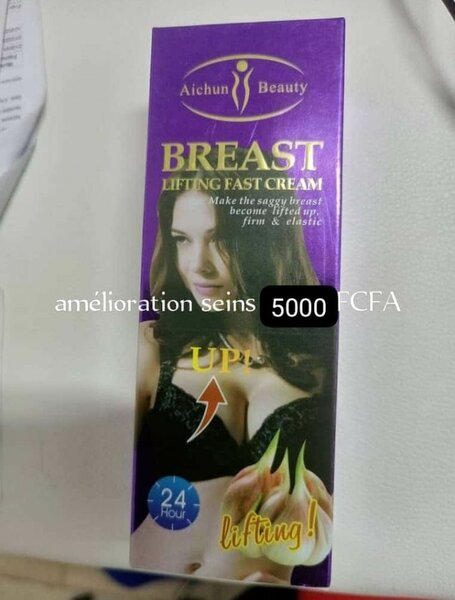 Aichun Beauty
BREAST
LIFTING FAST CREAM
Make the saggy breast
become lifted up,
firm & elastic
amélioration seins 5000 FCFA
UP!
24
Hour
lifting!